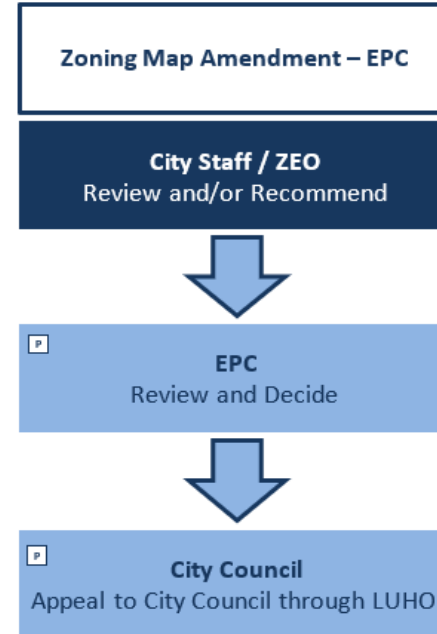 Zoning Map Amendment – EPC
City Staff / ZEO
Review and/or Recommend
P
EPC
Review and Decide
P
City Council
Appeal to City Council through LUHO